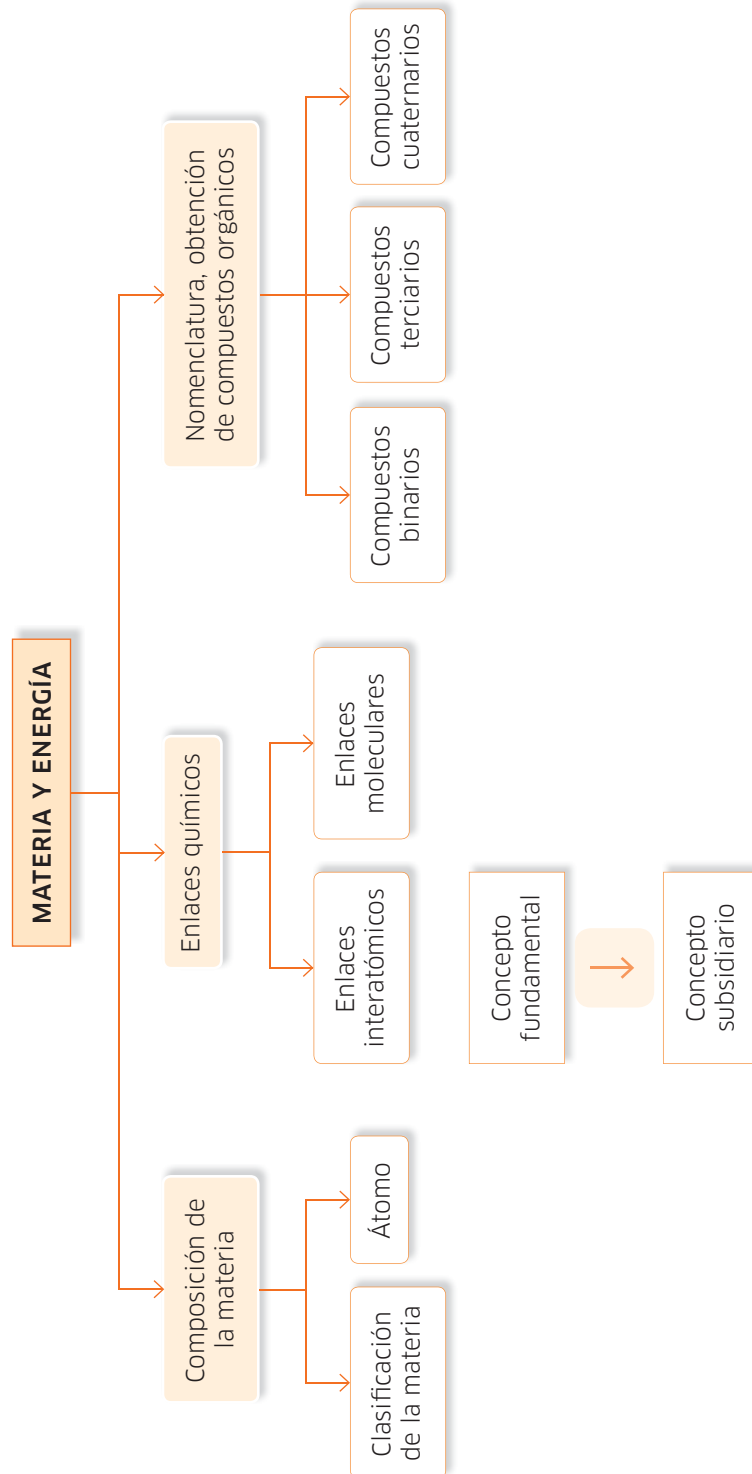 MATERIA Y ENERGÍA
Composición de
la materia
Clasificación
de la materia
Átomo
Enlaces químicos
Enlaces
interatómicos
Enlaces
moleculares
Nomenclatura, obtención
de compuestos orgánicos
Compuestos
binarios
Compuestos
terciarios
Compuestos
cuaternarios
Concepto
fundamental
Concepto
subsidiario